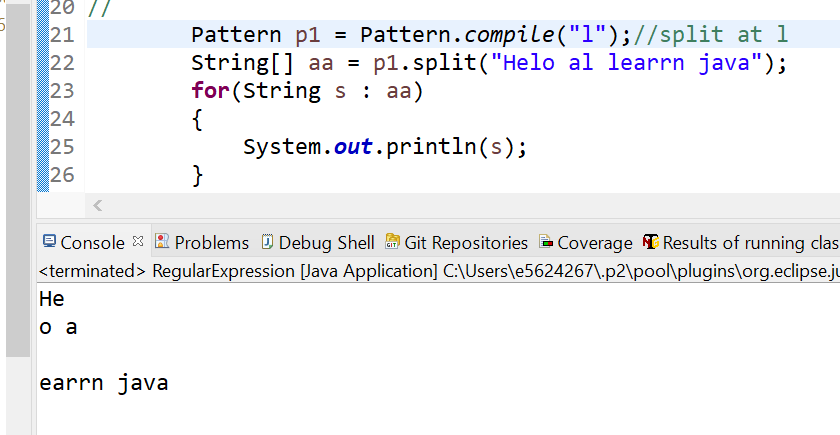 20 //
21 Pattern p1 = Pattern.compile("l");//split at l
22 String[] aa = p1.split("Helo al learrn java");
23 for(String s : aa)
24 {
25 System.out.println(s);
26 }
Console Problems Debug Shell Git Repositories Coverage Results of running clas
<terminated> RegularExpression [Java Application] C:\Users\e5624267\.p2\pool\plugins\org.eclipse.ju
He
o a
earrn java